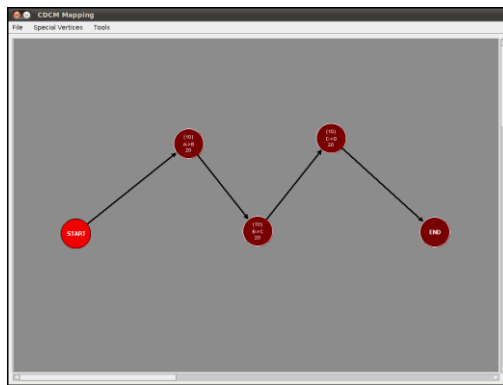 CDCM Mapping
File Special Vertices Tools
(10)
A->B
20
(10)
C->D
20
START
(10)
B->C
20
END